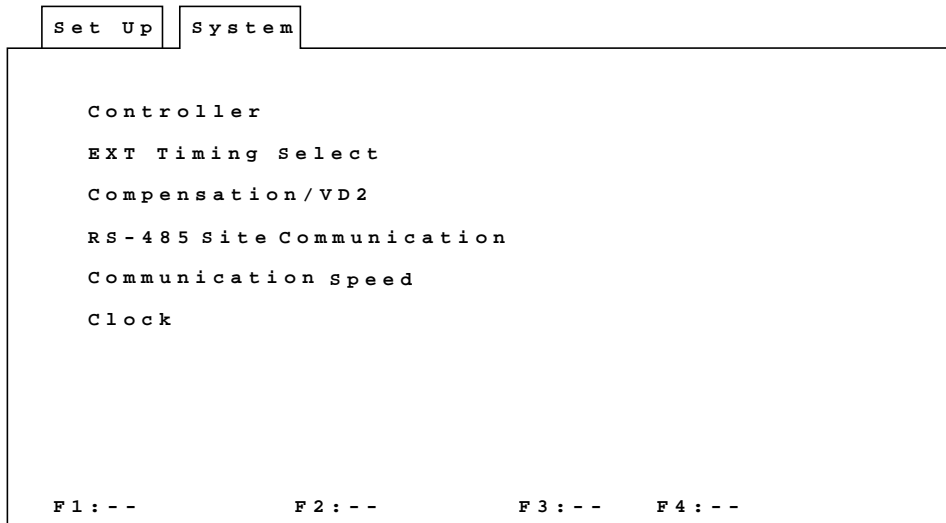 Set Up System
Controller
EXT Timing Select
Compensation/VD2
RS-485 Site Communication
Communication Speed
Clock
F1:-- F2:-- F3:-- F4:--